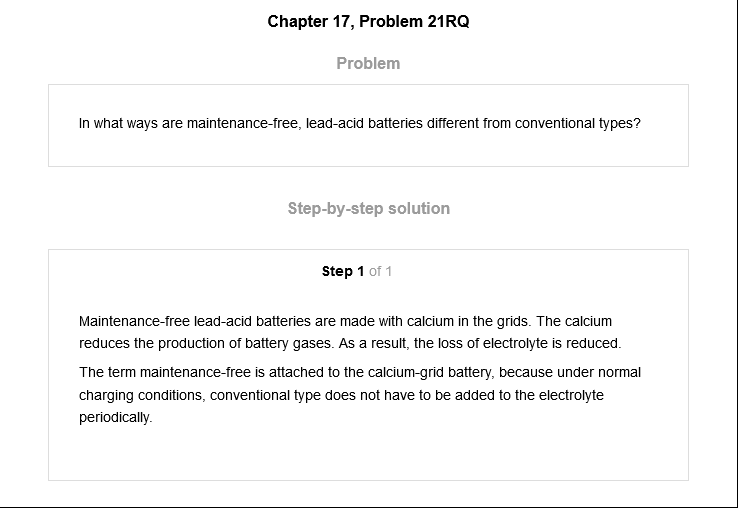 Chapter 17, Problem 21RQ
Problem
In what ways are maintenance-free, lead-acid batteries different from conventional types?
Step-by-step solution
Step 1 of 1
Maintenance-free lead-acid batteries are made with calcium in the grids. The calcium
reduces the production of battery gases. As a result, the loss of electrolyte is reduced.
The term maintenance-free is attached to the calcium-grid battery, because under normal
charging conditions, conventional type does not have to be added to the electrolyte
periodically.